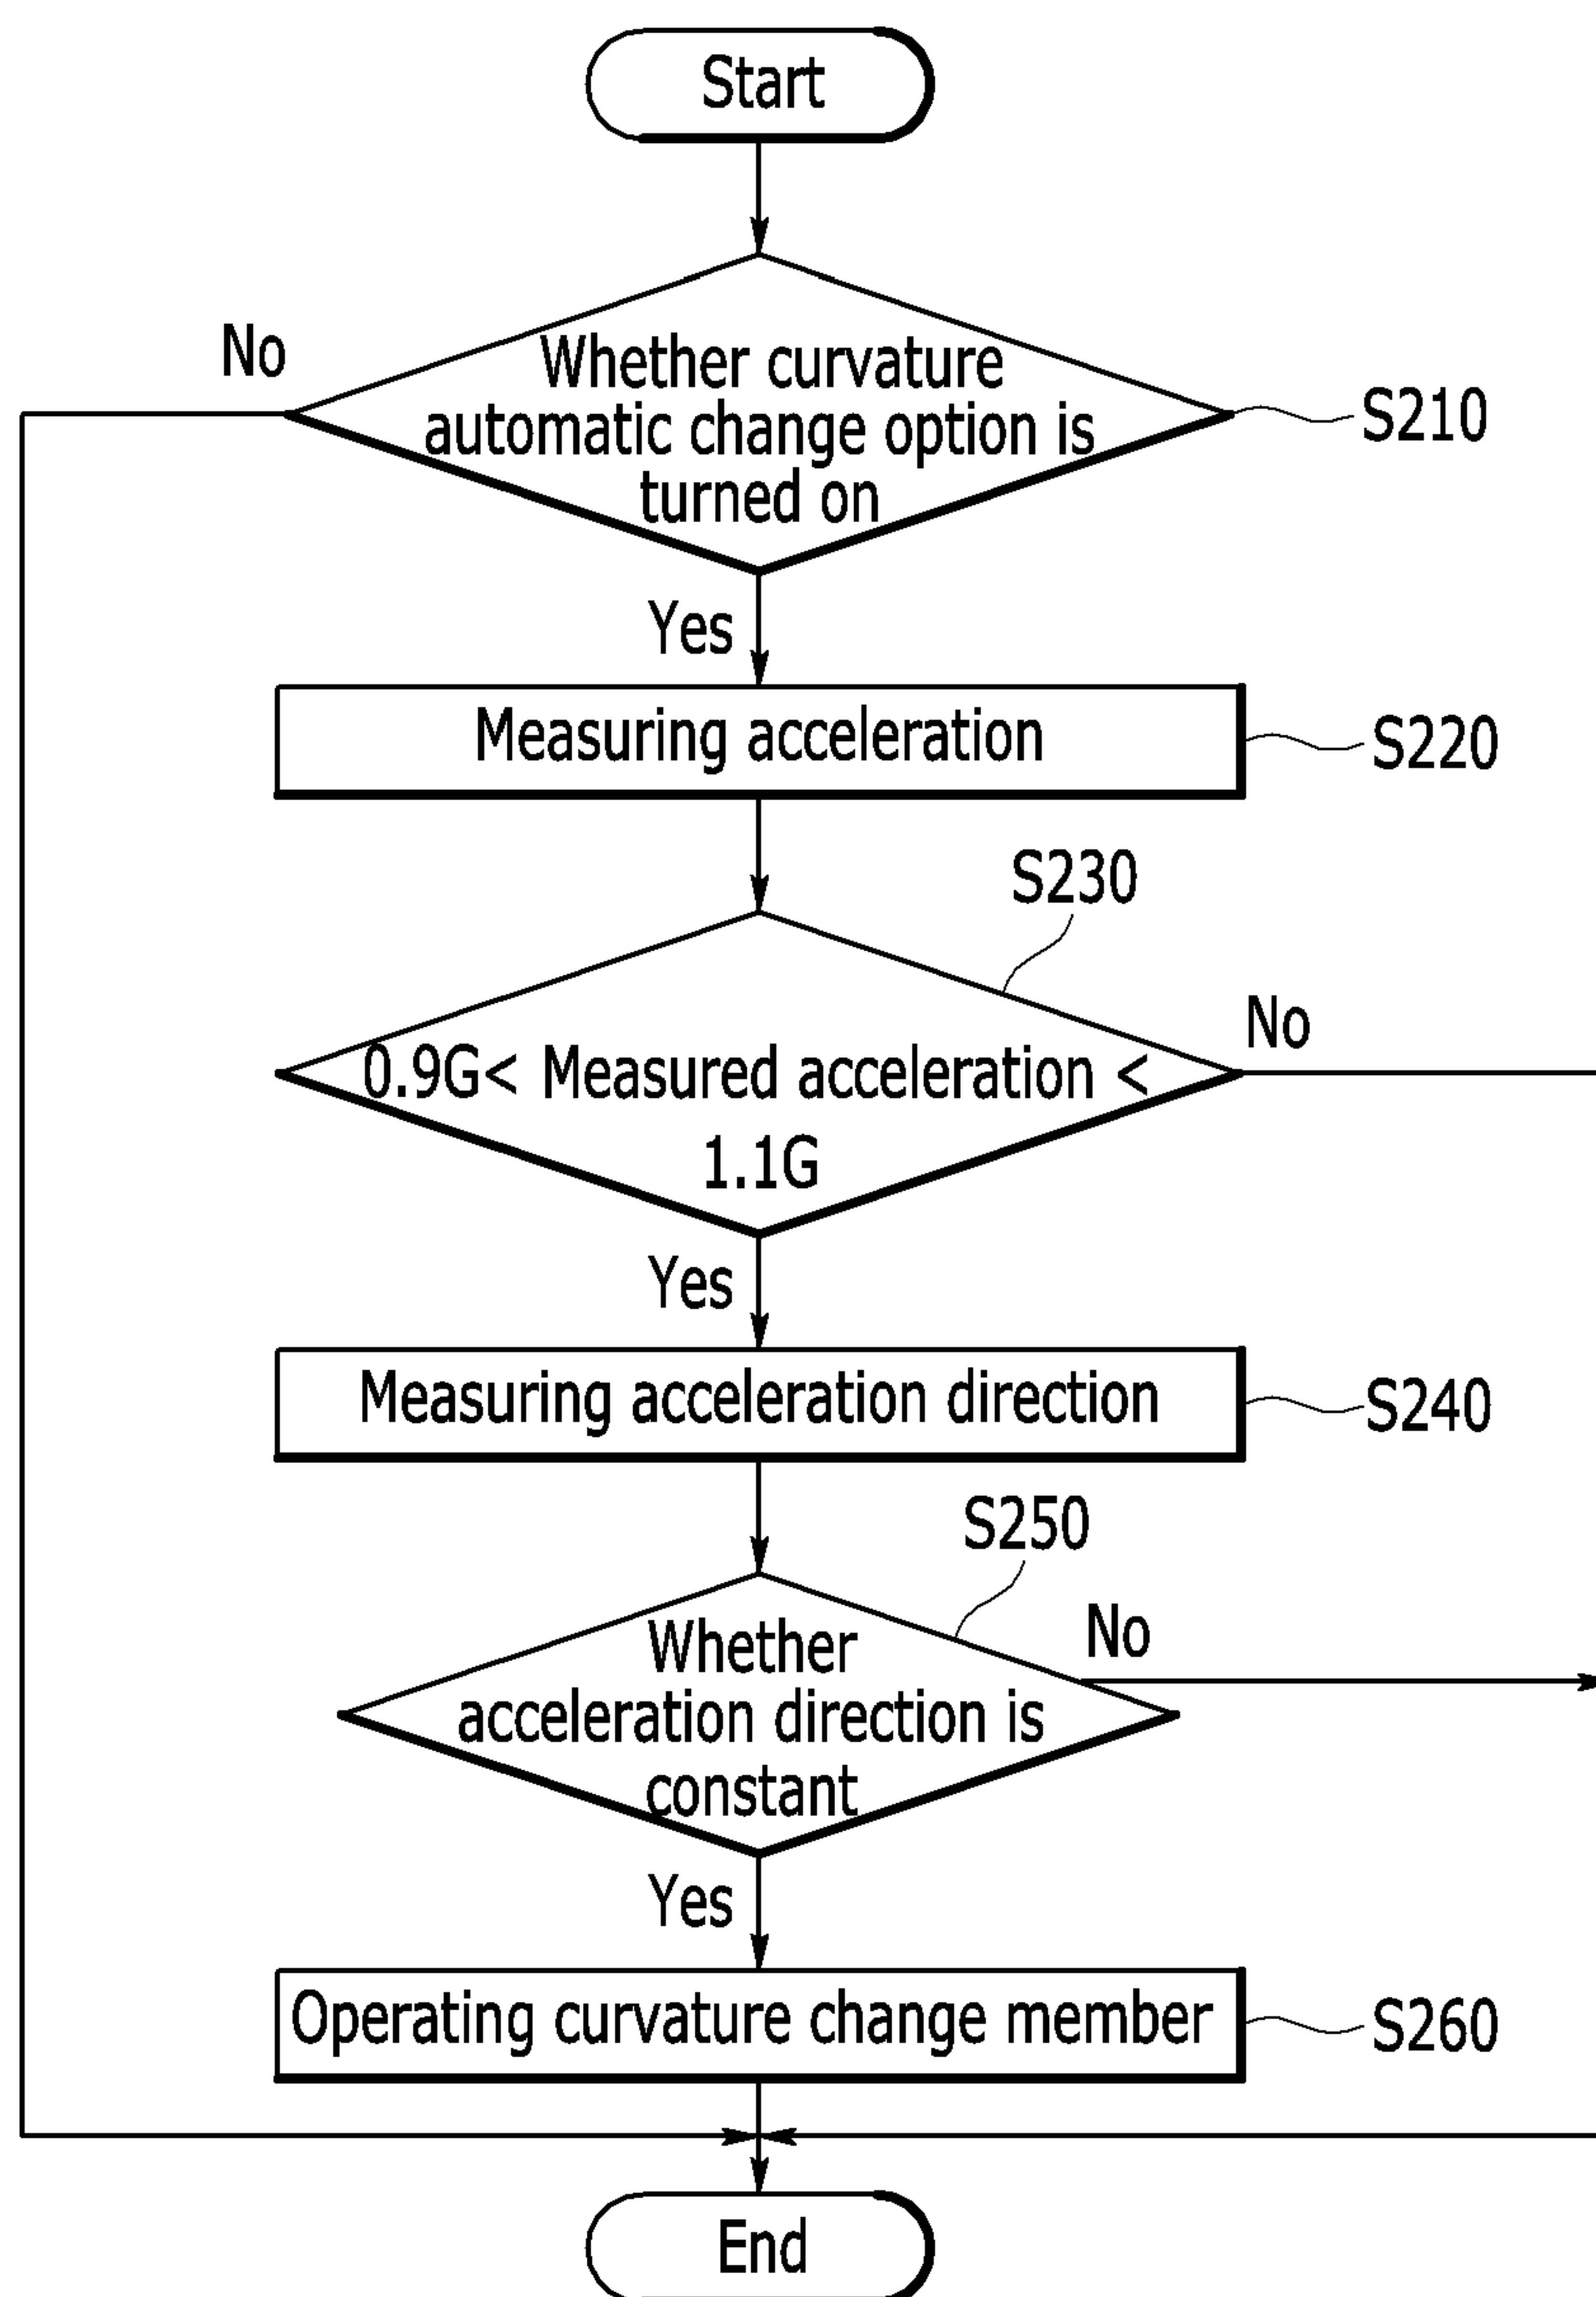 Start
No
Whether curvature
automatic change option is
turned on
S210
Yes
Measuring acceleration
S220
S230
No
0.9G< Measured acceleration <
1.1G
Yes
Measuring acceleration direction
S240
S250
No
Whether
acceleration direction is
constant
Yes
Operating curvature change member
S260
End